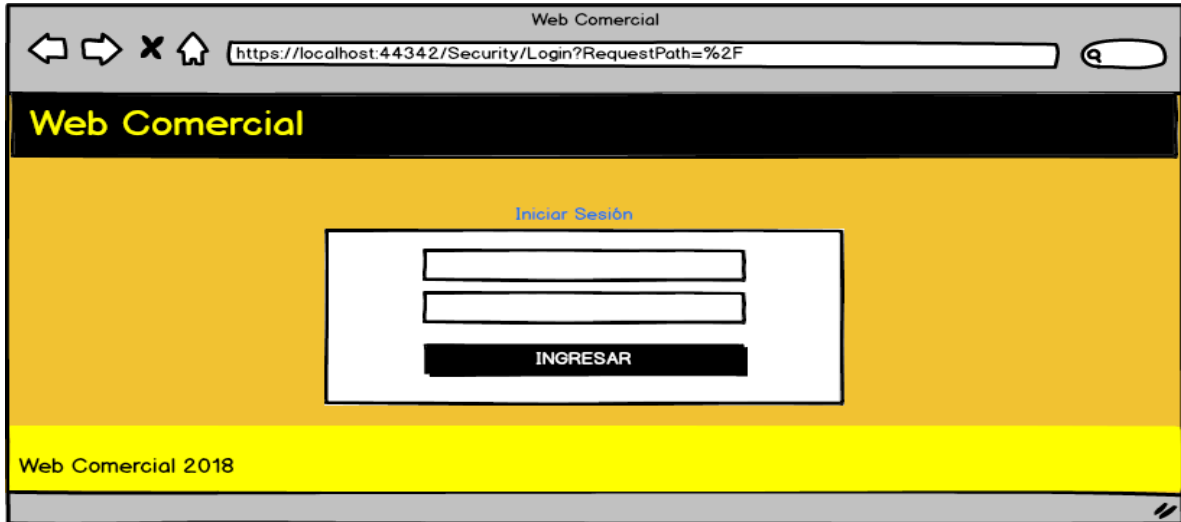 Web Comercial
https://localhost:44342/Security/Login?RequestPath=%2F
Web Comercial
Iniciar Sesión
INGRESAR
Web Comercial 2018